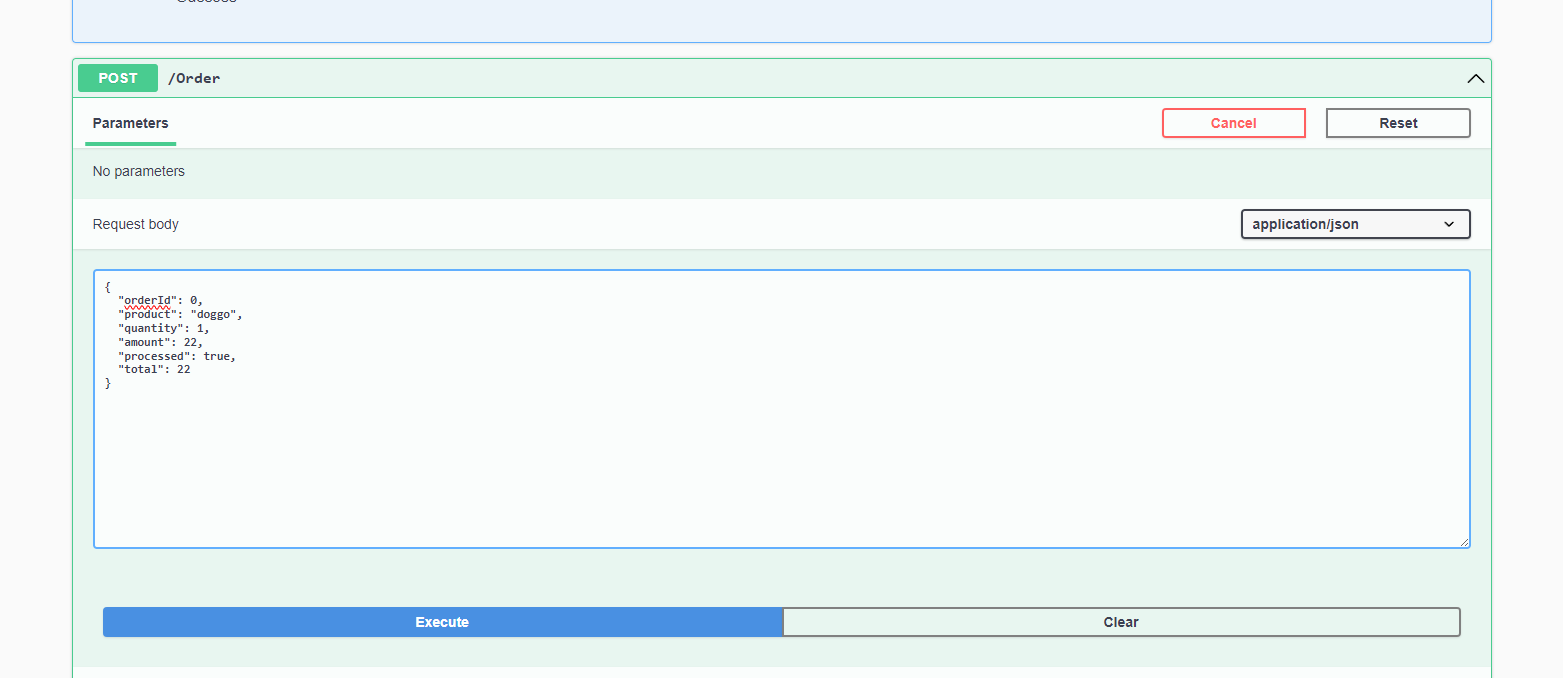 POST /Order
Parameters
Cancel
Reset
No parameters
Request body
application/json
{
  "orderId": 0,
  "product": "doggo",
  "quantity": 1,
  "amount": 22,
  "processed": true,
  "total": 22
}
Execute
Clear